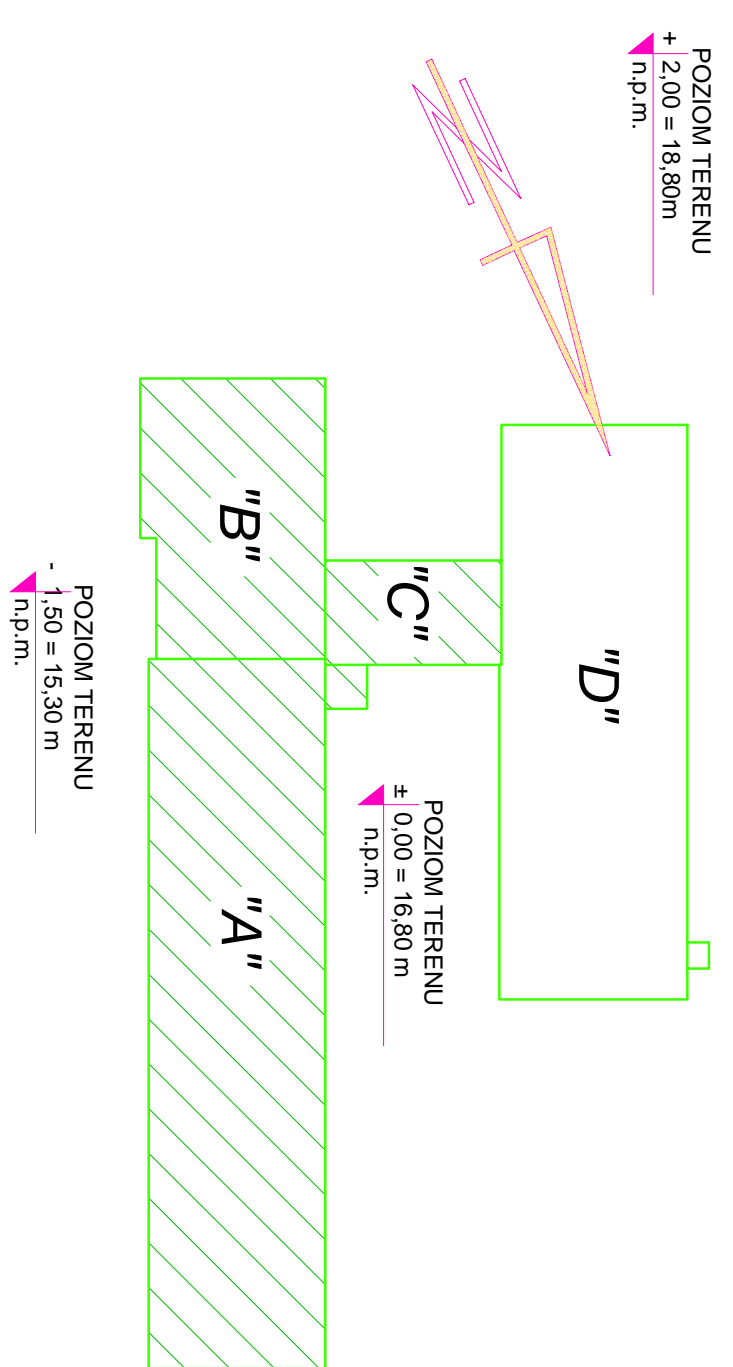 POZIOM TERENU
+ 2,00 = 18,80m
n.p.m.
N
"D"
"C"
"B"
"A"
POZIOM TERENU
± 0,00 = 16,80 m
n.p.m.
POZIOM TERENU
- 1,50 = 15,30 m
n.p.m.